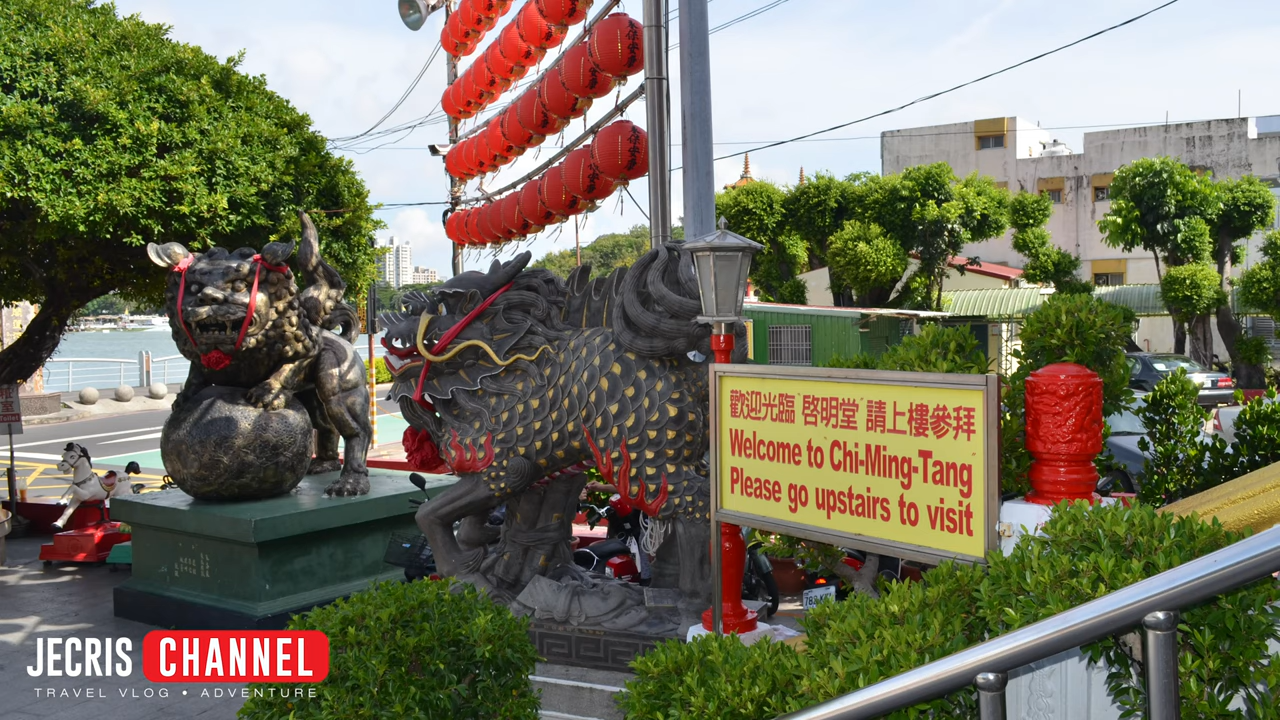 歡迎光臨 啓明堂 請上樓參拜
Welcome to Chi-Ming-Tang
Please go upstairs to visit
JECRIS CHANNEL
TRAVEL VLOG • ADVENTURE